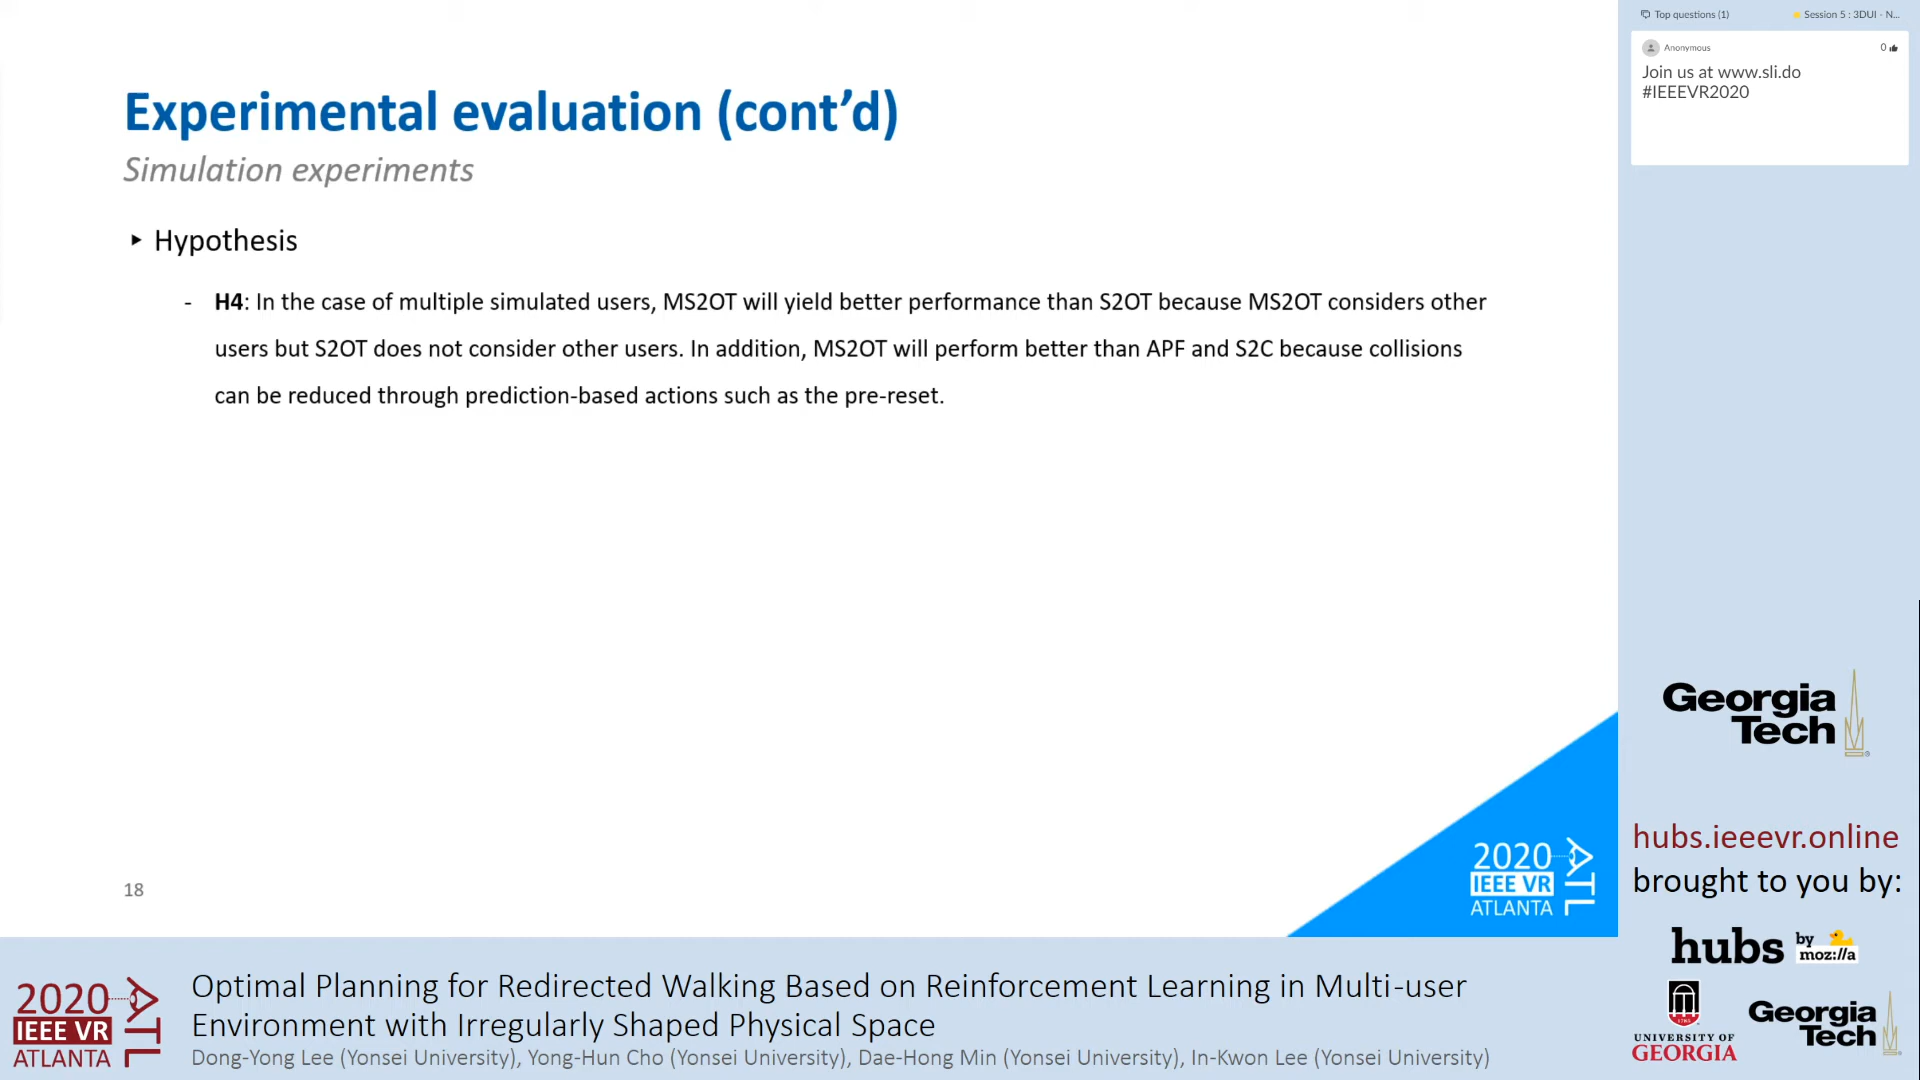 Experimental evaluation (cont’d)
Simulation experiments
▸ Hypothesis
- H4: In the case of multiple simulated users, MS2OT will yield better performance than S2OT because MS2OT considers other
users but S2OT does not consider other users. In addition, MS2OT will perform better than APF and S2C because collisions
can be reduced through prediction-based actions such as the pre-reset.
18
2020
IEEE VR
ATLANTA
ATL
Top questions (1)
Session 5 : 3DUI - N...
Anonymous
0
Join us at www.sli.do
#IEEEVR2020
Georgia
Tech
hubs.ieeevr.online
brought to you by:
hubs by
moz://a
UNIVERSITY OF
GEORGIA
Georgia
Tech
2020
IEEE VR
ATLANTA
ATL
Optimal Planning for Redirected Walking Based on Reinforcement Learning in Multi-user
Environment with Irregularly Shaped Physical Space
Dong-Yong Lee (Yonsei University), Yong-Hun Cho (Yonsei University), Dae-Hong Min (Yonsei University), In-Kwon Lee (Yonsei University)